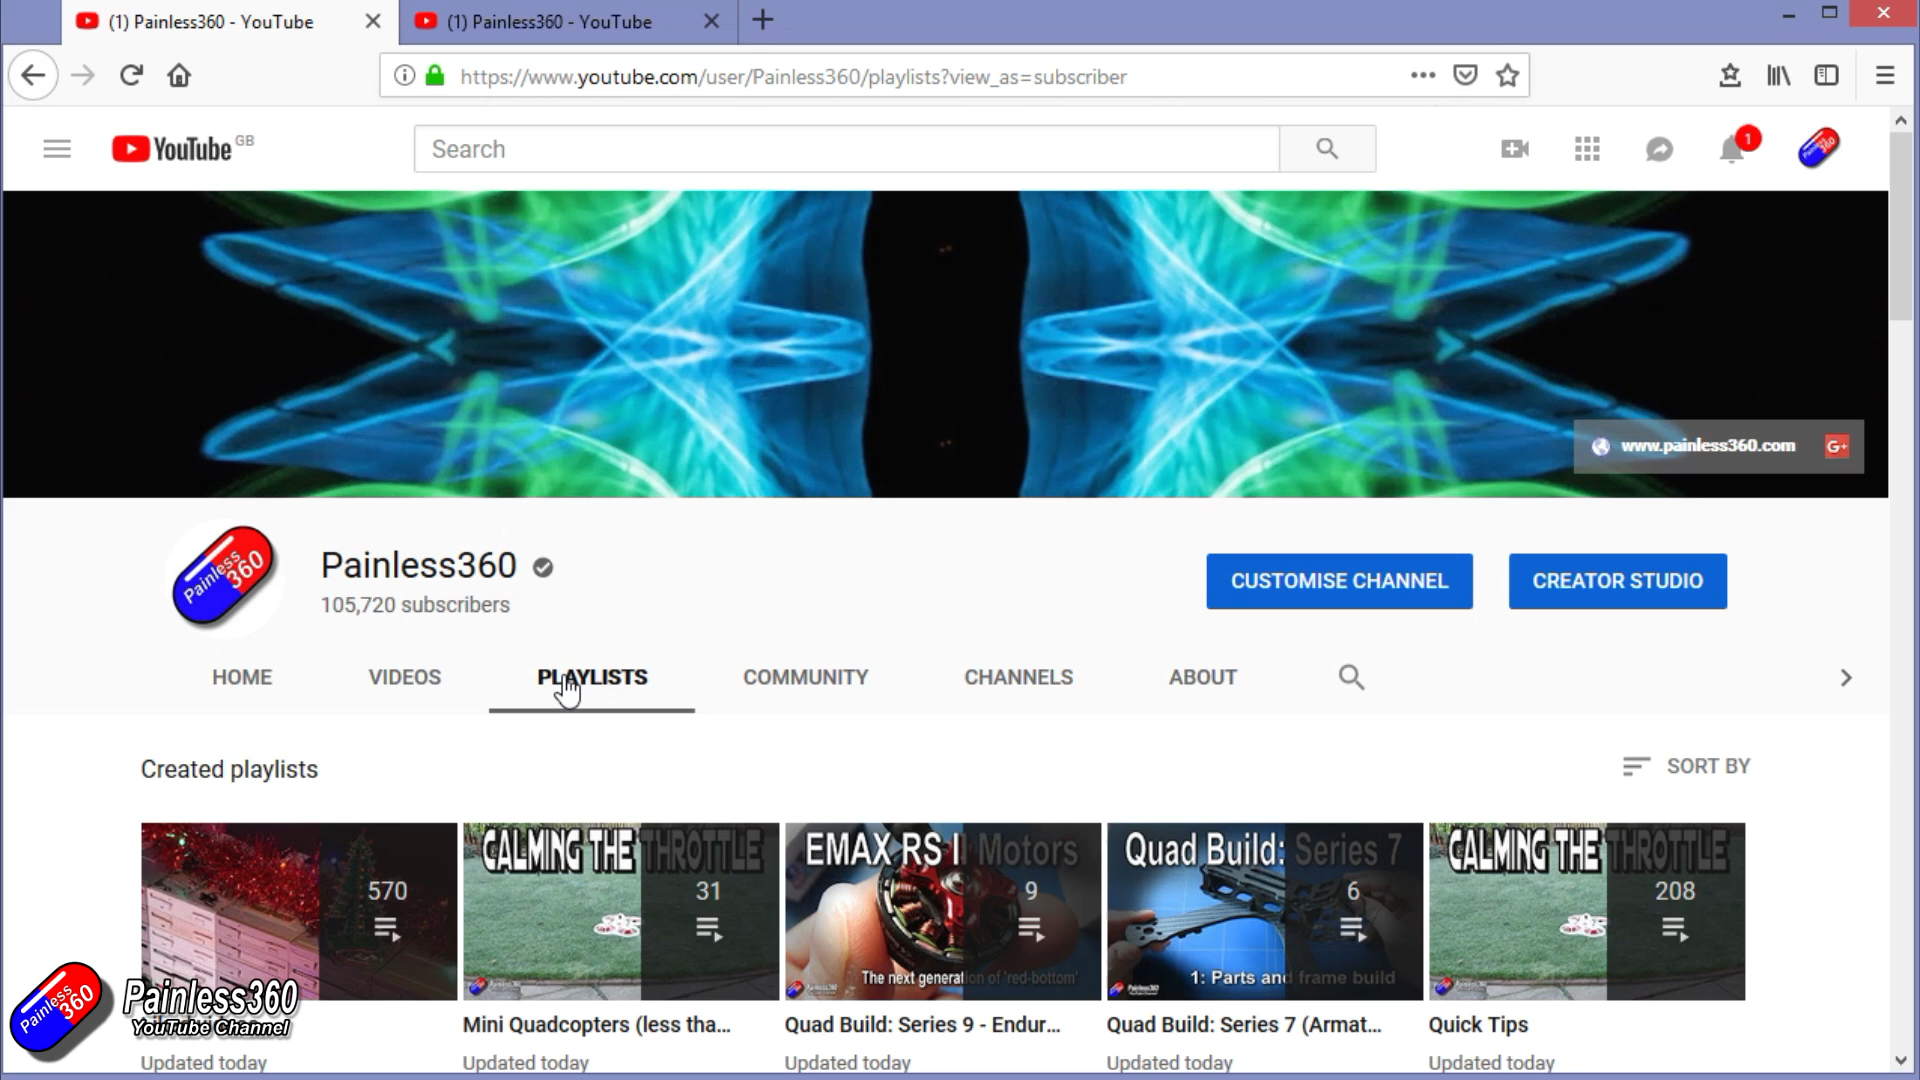 (1) Painless360 - YouTube
(1) Painless360 - YouTube
https://www.youtube.com/user/Painless360/playlists?view_as=subscriber
YouTube GB
Search
1
Painless360
www.painless360.com
G+
Painless 360
Painless360
105,720 subscribers
CUSTOMISE CHANNEL
CREATOR STUDIO
HOME
VIDEOS
PLAYLISTS
COMMUNITY
CHANNELS
ABOUT
Created playlists
SORT BY
570
CALMING THE THROTTLE
31
EMAX RS II Motors
9
The next generation of 'red-bottom'
Quad Build: Series 7
6
1: Parts and frame build
CALMING THE THROTTLE
208
Painless 360
Painless360
YouTube Channel
Mini Quadcopters (less tha...
Quad Build: Series 9 - Endur...
Quad Build: Series 7 (Armat...
Quick Tips
Updated today
Updated today
Updated today
Updated today
Updated today